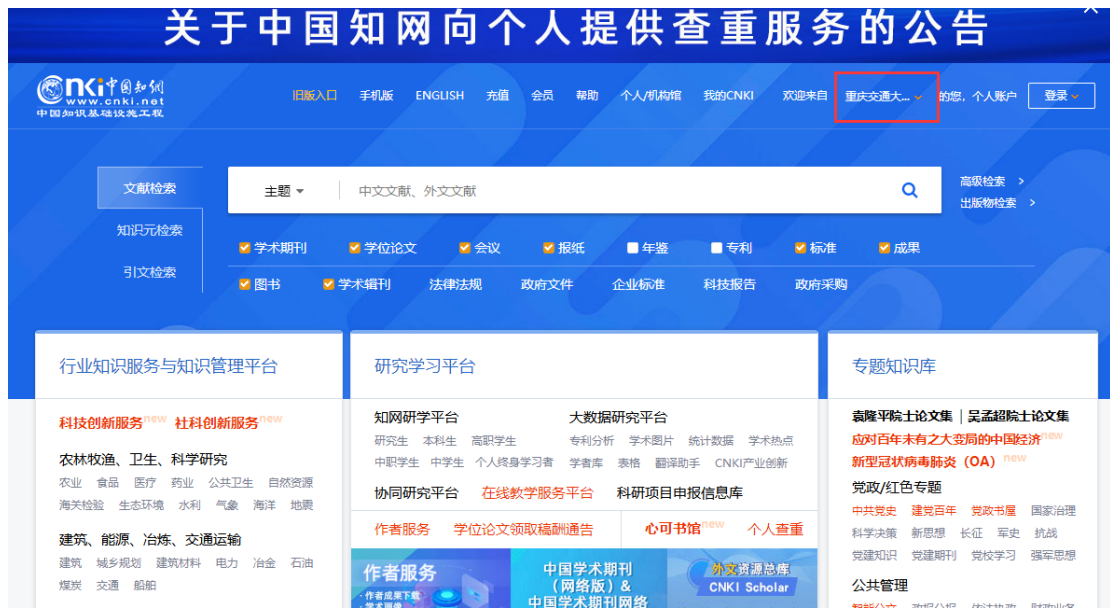 关于中国知网向个人提供查重服务的公告
cnki中国知网
www.cnki.net
中国知识基础设施工程
旧版入口 手机版 ENGLISH 充值 会员 帮助 个人/机构馆 我的CNKI 欢迎来自 重庆交通大... 的您，个人账户 登录
文献检索 主题 中文文献、外文文献 高级检索 >
出版物检索 >
知识元检索
学术期刊 学位论文 会议 报纸 年鉴 专利 标准 成果
引文检索
图书 学术辑刊 法律法规 政府文件 企业标准 科技报告 政府采购
行业知识服务与知识管理平台
科技创新服务new 社科创新服务new
农林牧渔、卫生、科学研究
农业 食品 医疗 药业 公共卫生 自然资源
海关检验 生态环境 水利 气象 海洋 地震
建筑、能源、冶炼、交通运输
建筑 城乡规划 建筑材料 电力 冶金 石油
煤炭 交通 船舶
研究学习平台
知网研学平台
研究生 本科生 高职学生
中职学生 中学生 个人终身学习者
大数据研究平台
专利分析 学术图片 统计数据 学术热点
学者库 表格 翻译助手 CNKI产业创新
协同研究平台 在线教学服务平台 科研项目申报信息库
作者服务 学位论文领取稿酬通告 心可书馆new 个人查重
作者服务
·作者成果下载
·学术画像
中国学术期刊
（网络版）&
中国学术期刊网络
外文资源总库
CNKI Scholar
专题知识库
袁隆平院士论文集 | 吴孟超院士论文集
应对百年未有之大变局的中国经济new
新型冠状病毒肺炎（OA） new
党政/红色专题
中共党史 建党百年 党政书屋 国家治理
科学决策 新思想 长征 军史 抗战
党建知识 党建期刊 党校学习 强军思想
公共管理
智能公文 政报公报 依法执政 财政业务